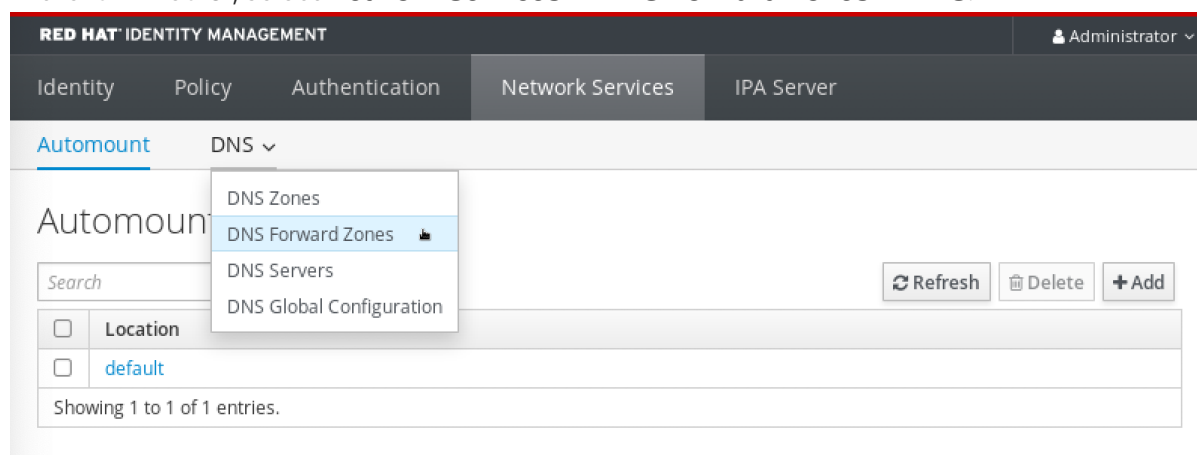 RED HAT IDENTITY MANAGEMENT Administrator
Identity Policy Authentication Network Services IPA Server
Automount DNS
DNS Zones
Automoun
DNS Forward Zones
Search
DNS Servers
Refresh Delete Add
DNS Global Configuration
Location
default
Showing 1 to 1 of 1 entries.